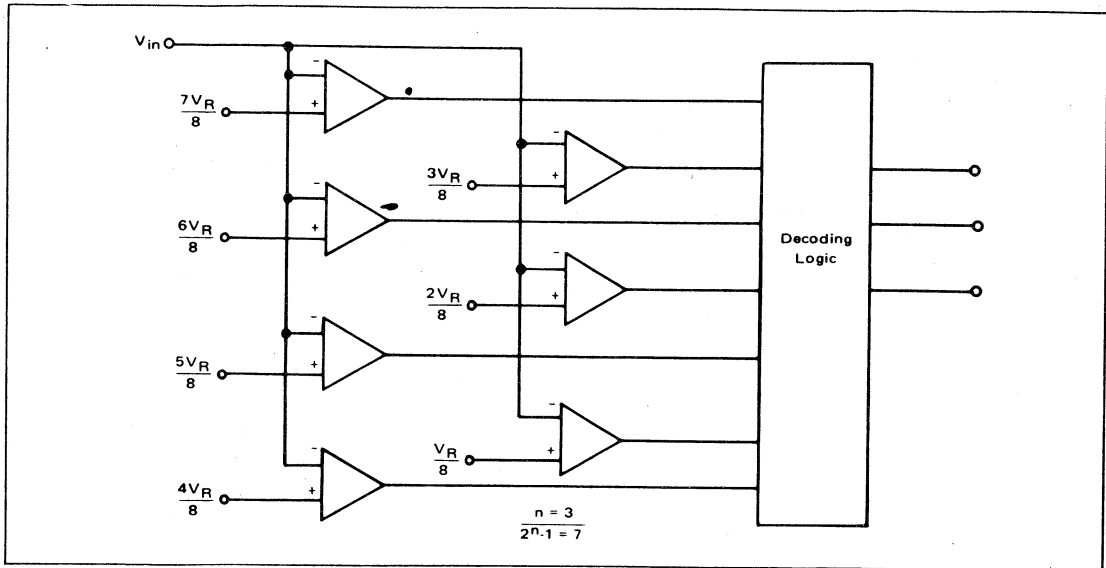 Vin
-
+
7VR
8
-
+
3VR
8
-
+
6VR
8
Decoding
Logic
-
+
2VR
8
-
+
5VR
8
-
+
VR
8
-
+
4VR
8
n = 3
2n-1 = 7